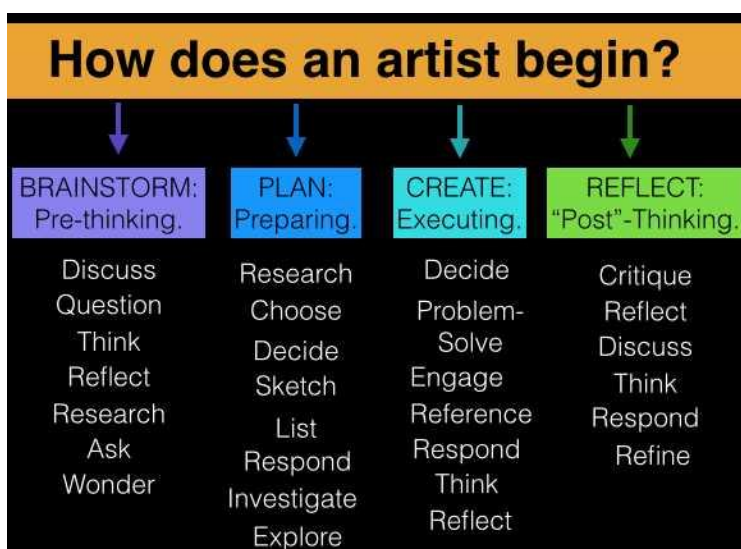 How does an artist begin?
BRAINSTORM:
Pre-thinking.
Discuss
Question
Think
Reflect
Research
Ask
Wonder
PLAN:
Preparing.
Research
Choose
Decide
Sketch
List
Respond
Investigate
Explore
CREATE:
Executing.
Decide
Problem-
Solve
Engage
Reference
Respond
Think
Reflect
REFLECT:
“Post”-Thinking.
Critique
Reflect
Discuss
Think
Respond
Refine